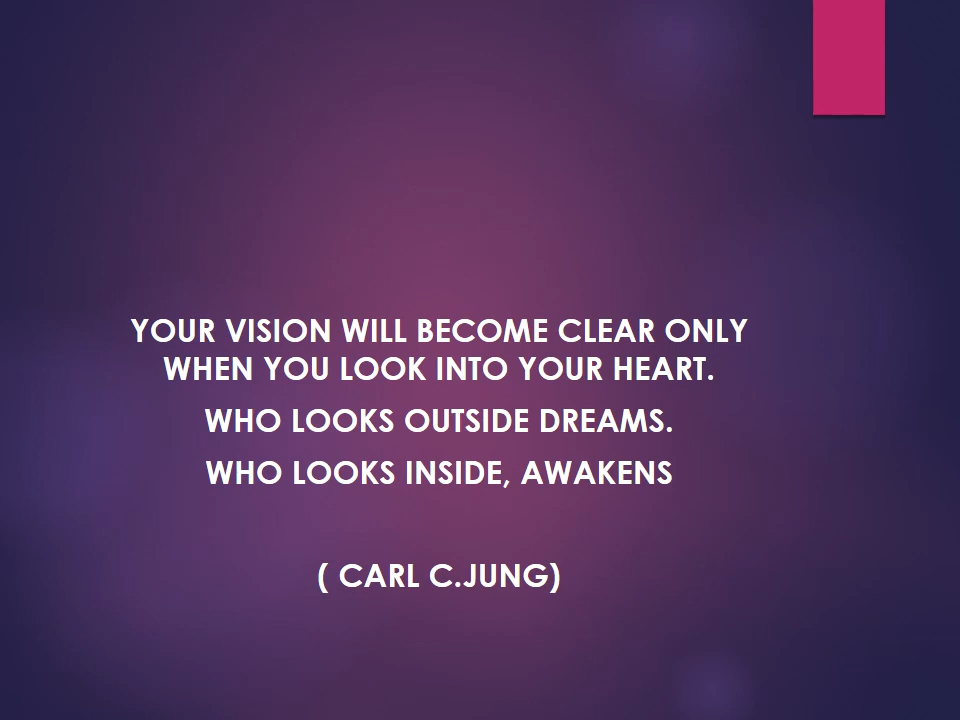 YOUR VISION WILL BECOME CLEAR ONLY
WHEN YOU LOOK INTO YOUR HEART.
WHO LOOKS OUTSIDE DREAMS.
WHO LOOKS INSIDE, AWAKENS
( CARL C.JUNG)